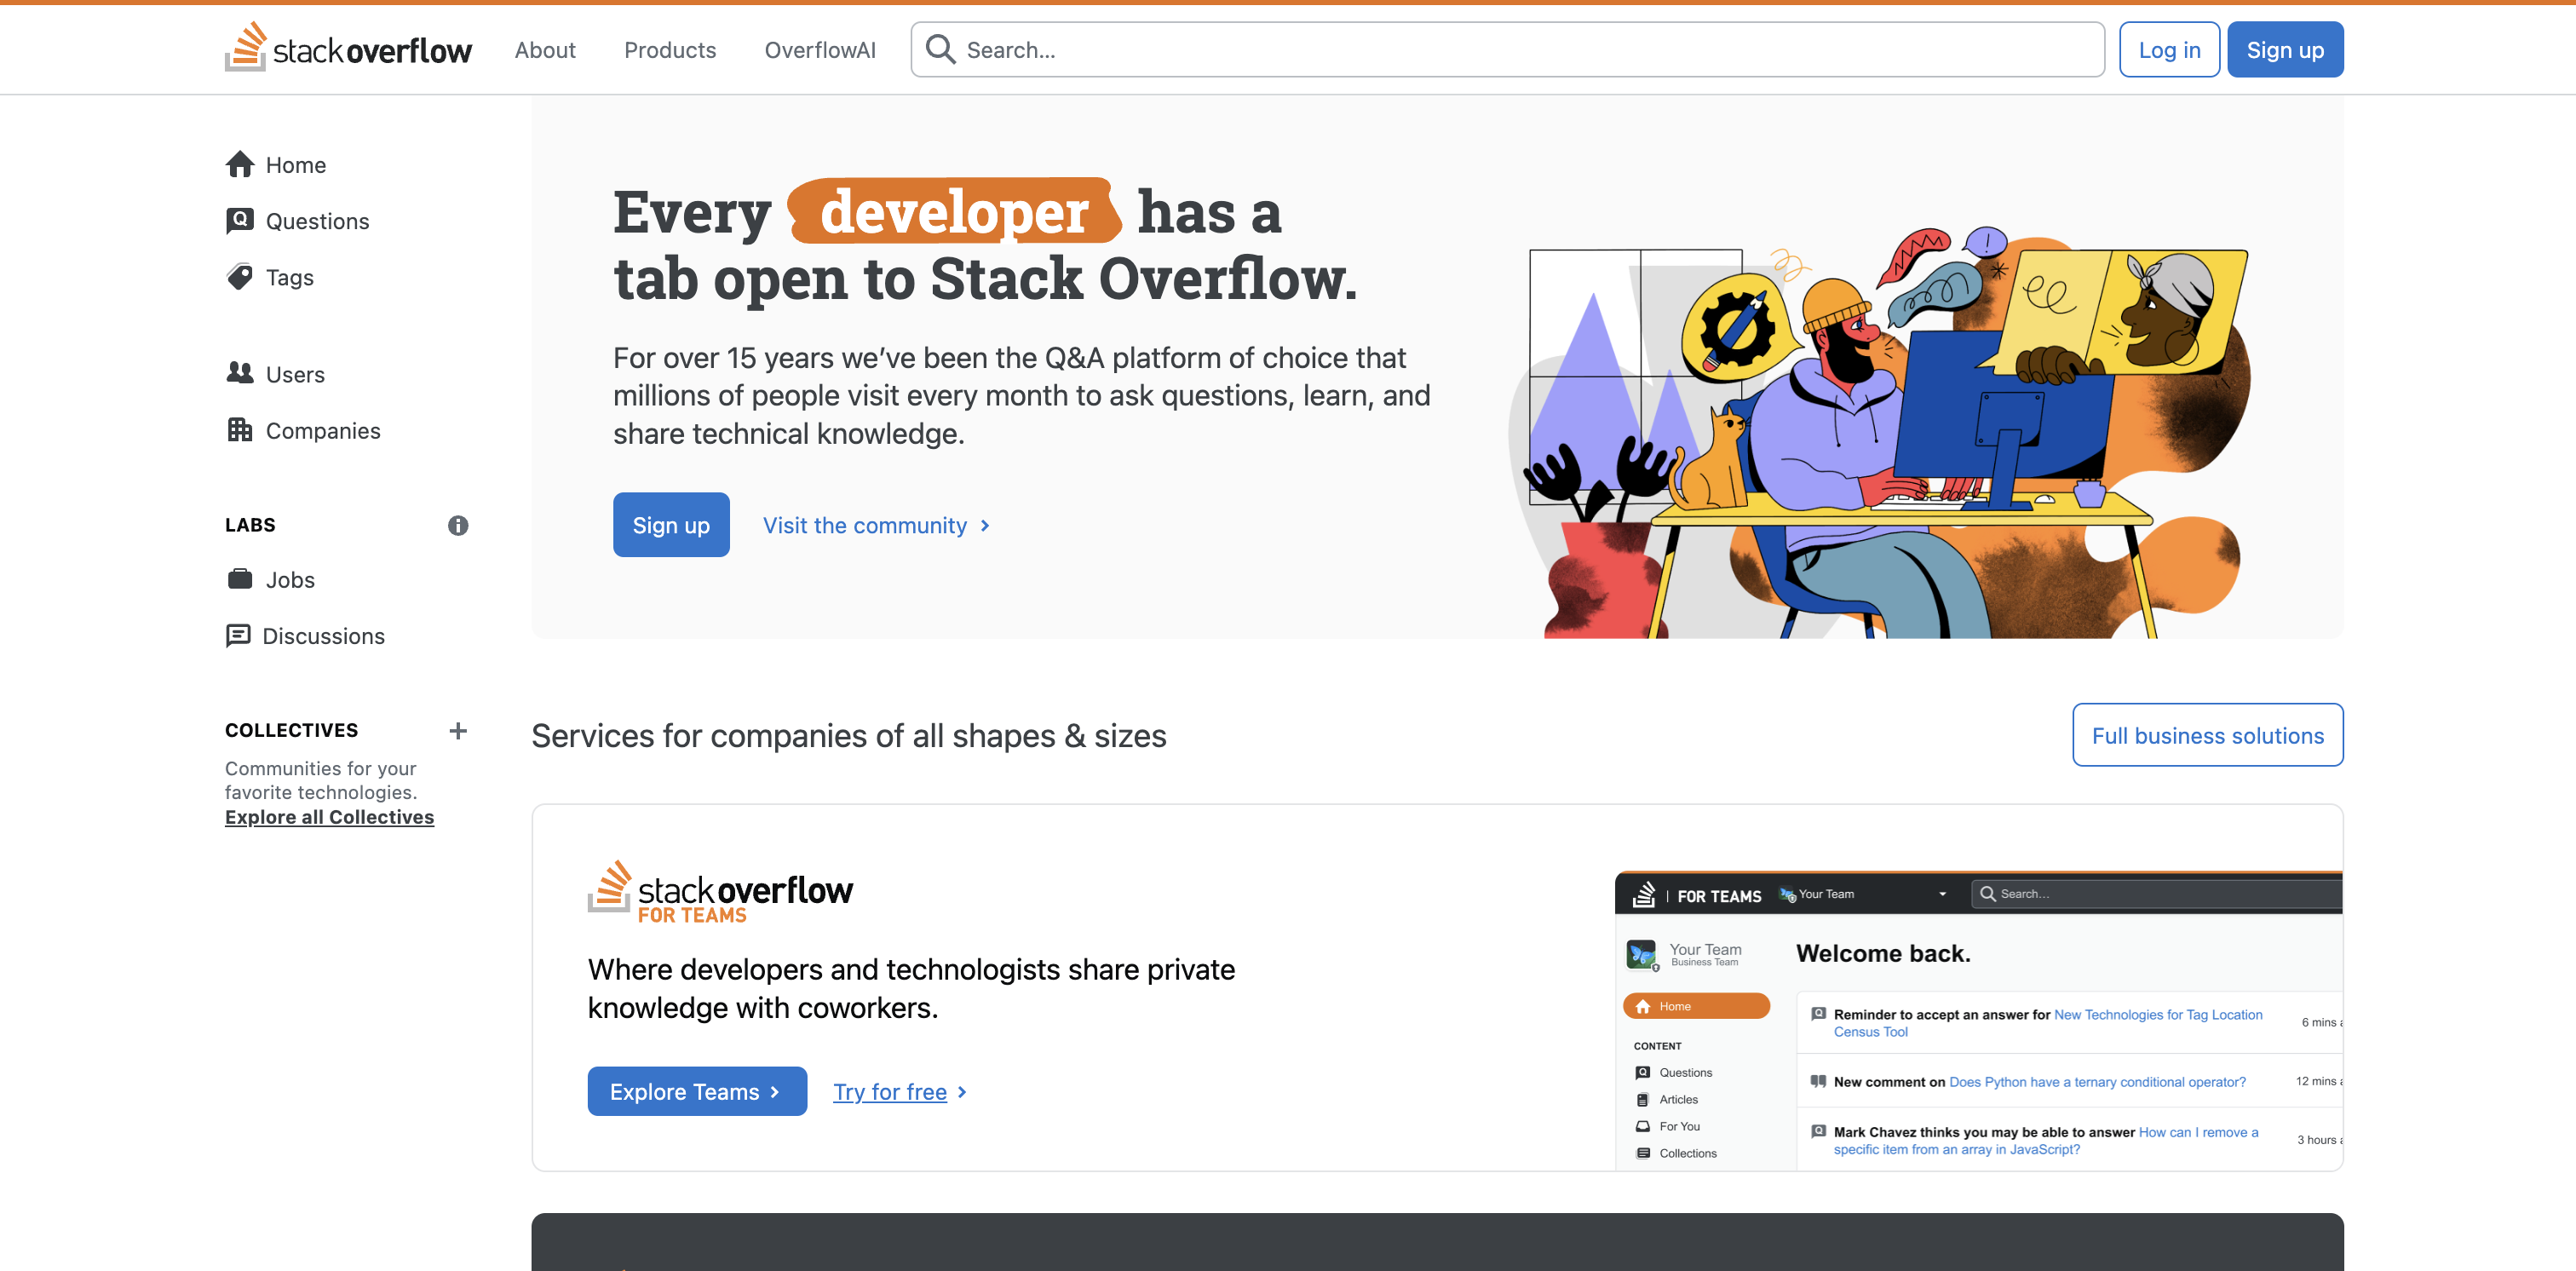 stackoverflow
About
Products
OverflowAI
Search...
Log in
Sign up
Home
Questions
Tags
Users
Companies
LABS
Jobs
Discussions
COLLECTIVES
Communities for your
favorite technologies.
Explore all Collectives
Every developer has a
tab open to Stack Overflow.
For over 15 years we’ve been the Q&A platform of choice that
millions of people visit every month to ask questions, learn, and
share technical knowledge.
Sign up
Visit the community
Services for companies of all shapes & sizes
Full business solutions
stackoverflow
FOR TEAMS
Where developers and technologists share private
knowledge with coworkers.
Explore Teams
Try for free
FOR TEAMS
Your Team
Search...
Your Team
Business Team
Home
CONTENT
Questions
Articles
For You
Collections
Welcome back.
Reminder to accept an answer for New Technologies for Tag Location
Census Tool
6 mins
New comment on Does Python have a ternary conditional operator?
12 mins
Mark Chavez thinks you may be able to answer How can I remove a
specific item from an array in JavaScript?
3 hours